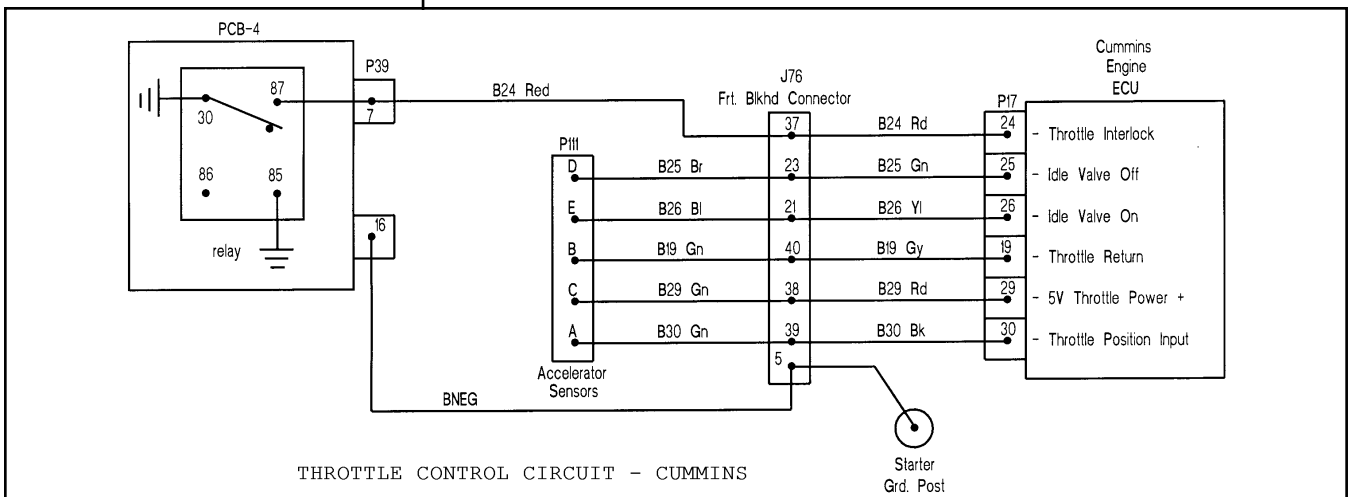 PCB-4
P39
87
30
7
86
85
16
relay
B24 Red
BNEG
P111
D
E
B
C
A
Accelerator
Sensors
B25 Br
B26 Bl
B19 Gn
B29 Gn
B30 Gn
J76
Frt. Blkhd Connector
37
23
21
40
38
39
5
B24 Rd
B25 Gn
B26 Yl
B19 Gy
B29 Rd
B30 Bk
Starter
Grd. Post
Cummins
Engine
ECU
P17
24 - Throttle Interlock
25 - Idle Valve Off
26 - Idle Valve On
19 - Throttle Return
29 - 5V Throttle Power +
30 - Throttle Position Input
THROTTLE CONTROL CIRCUIT - CUMMINS